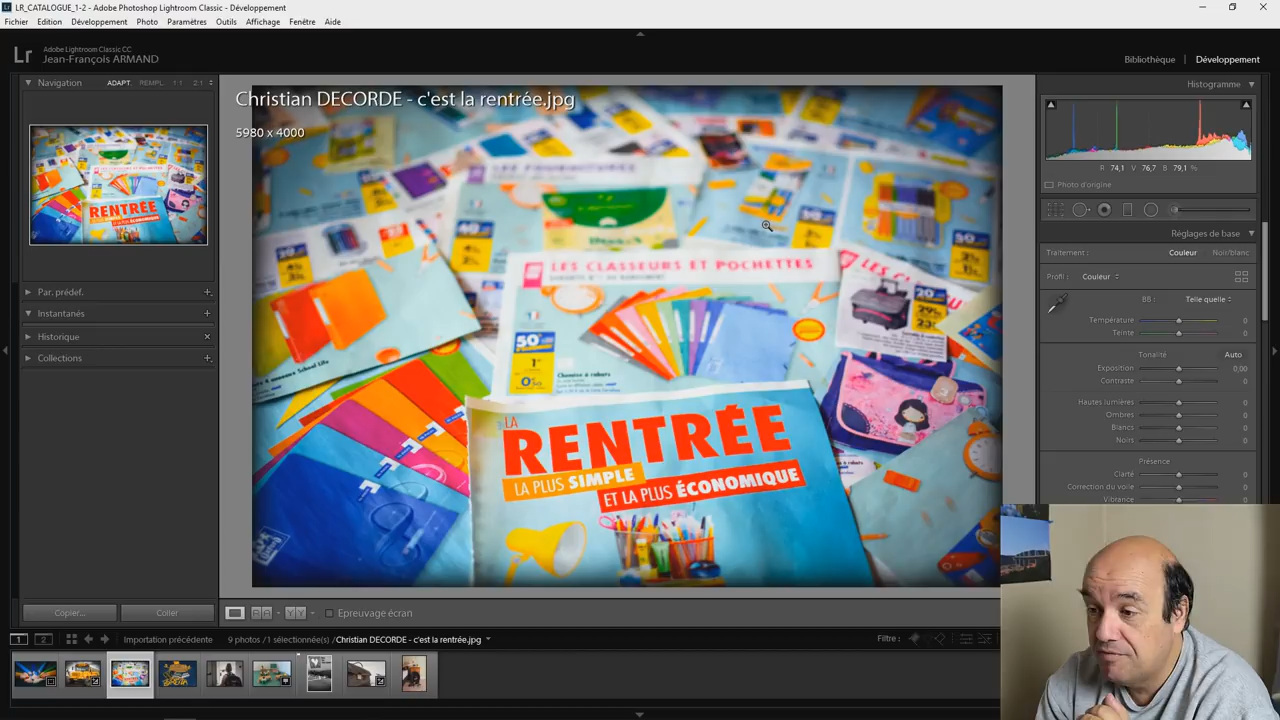 LR_CATALOGUE_1-2 - Adobe Photoshop Lightroom Classic - Développement
Fichier Edition Développement Photo Paramètres Outils Affichage Fenêtre Aide
Lr Adobe Lightroom Classic CC
Jean-François ARMAND
Bibliothèque | Développement
Navigation ADAPT. REMPL. 1:1 2:1
Histogramme
Christian DECORDE - c'est la rentrée.jpg
5980 x 4000
R 74,1 V 76,7 B 79,1 %
Photo d'origine
Réglages de base
Traitement : Couleur Noir/blanc
Profil : Couleur
BB : Telle quelle
Température 0
Teinte 0
Tonalité Auto
Exposition 0,00
Contraste 0
Hautes lumières 0
Ombres 0
Blancs 0
Noirs 0
Présence
Clarté 0
Correction du voile 0
Vibrance 0
Par. prédef.
Instantanés
Historique
Collections
LES FOURNITURES
LES CLASSEURS ET POCHETTES
50%
LA
RENTRÉE
LA PLUS SIMPLE
ET LA PLUS ÉCONOMIQUE
Copier... Coller
Epreuvage écran
1 2 Importation précédente 9 photos /1 sélectionnée(s) /Christian DECORDE - c'est la rentrée.jpg
Filtre :